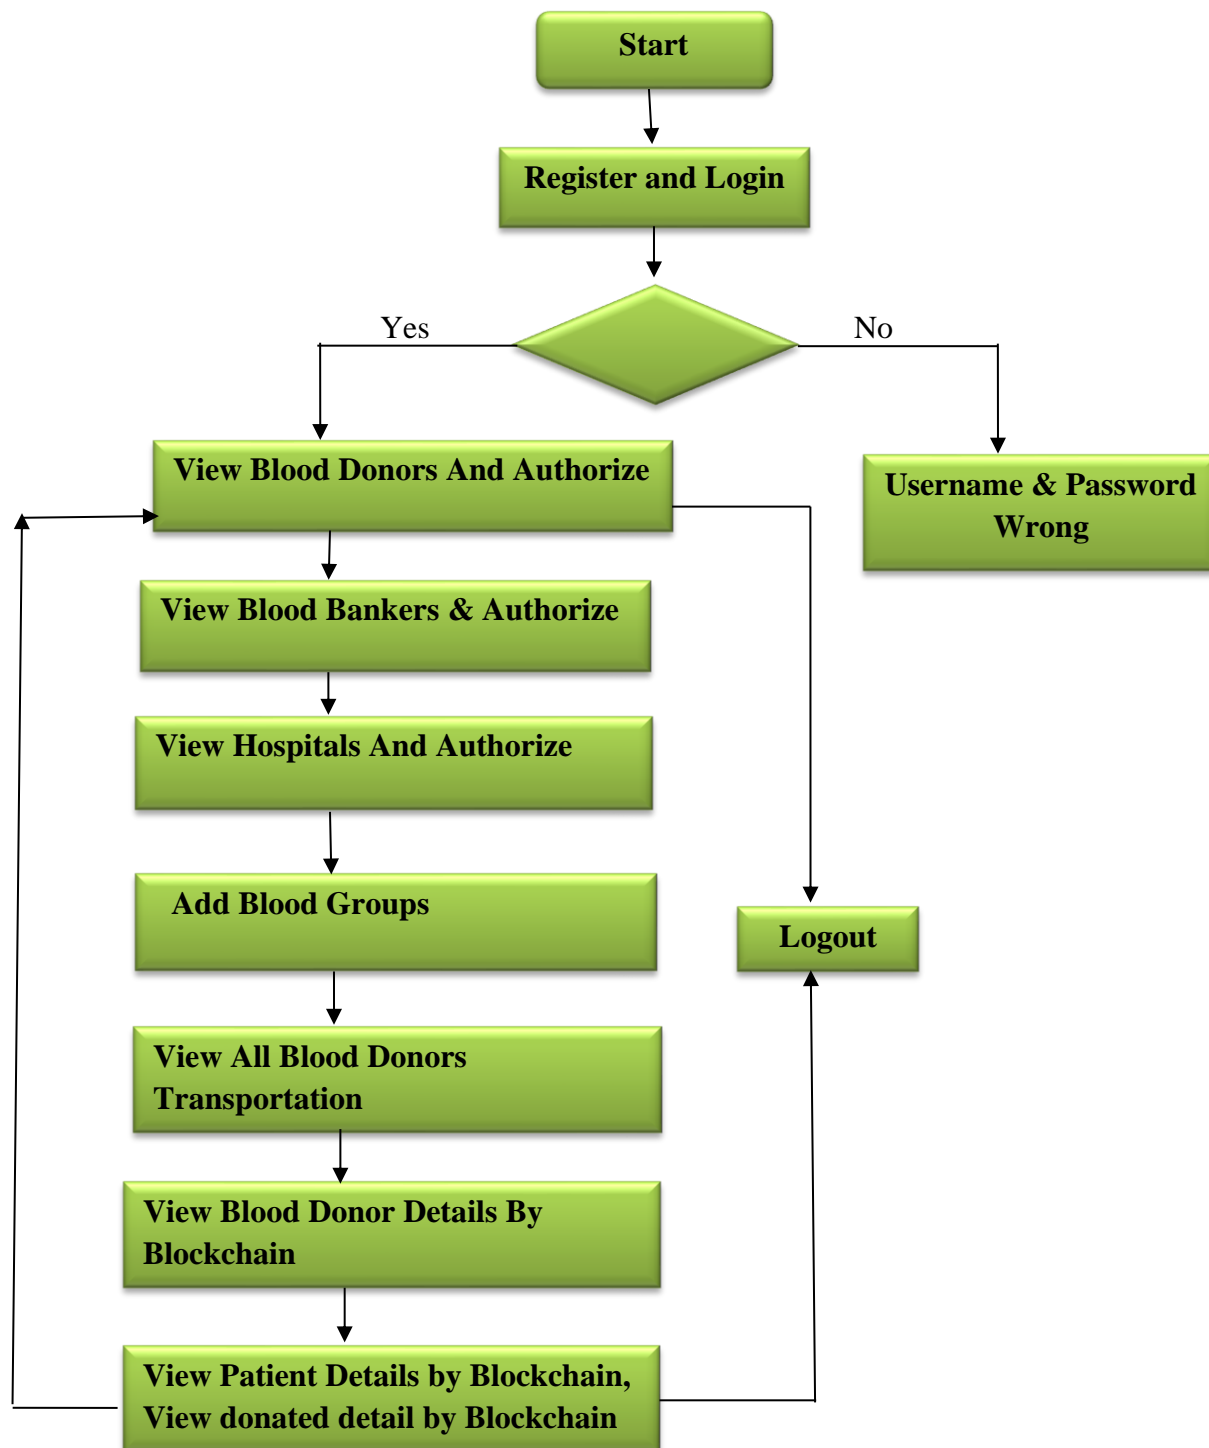 Start
Register and Login
Yes
No
View Blood Donors And Authorize
Username & Password
Wrong
View Blood Bankers & Authorize
View Hospitals And Authorize
Add Blood Groups
Logout
View All Blood Donors
Transportation
View Blood Donor Details By
Blockchain
View Patient Details by Blockchain,
View donated detail by Blockchain